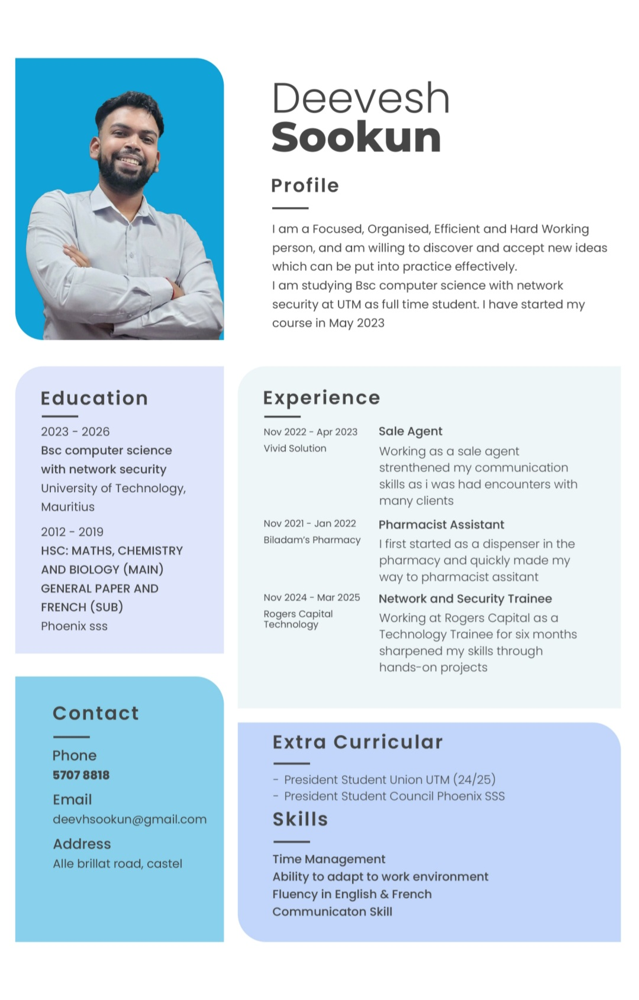 Deevesh
Sookun
Profile
I am a Focused, Organised, Efficient and Hard Working
person, and am willing to discover and accept new ideas
which can be put into practice effectively.
I am studying Bsc computer science with network
security at UTM as full time student. I have started my
course in May 2023
Education
2023 - 2026
Bsc computer science
with network security
University of Technology,
Mauritius
2012 - 2019
HSC: MATHS, CHEMISTRY
AND BIOLOGY (MAIN)
GENERAL PAPER AND
FRENCH (SUB)
Phoenix sss
Experience
Nov 2022 - Apr 2023
Vivid Solution
Sale Agent
Working as a sale agent
strenthened my communication
skills as i was had encounters with
many clients
Nov 2021 - Jan 2022
Biladam's Pharmacy
Pharmacist Assistant
I first started as a dispenser in the
pharmacy and quickly made my
way to pharmacist assitant
Nov 2024 - Mar 2025
Rogers Capital
Technology
Network and Security Trainee
Working at Rogers Capital as a
Technology Trainee for six months
sharpened my skills through
hands-on projects
Contact
Phone
5707 8818
Email
deevhsookun@gmail.com
Address
Alle brillat road, castel
Extra Curricular
- President Student Union UTM (24/25)
- President Student Council Phoenix SSS
Skills
Time Management
Ability to adapt to work environment
Fluency in English & French
Communicaton Skill